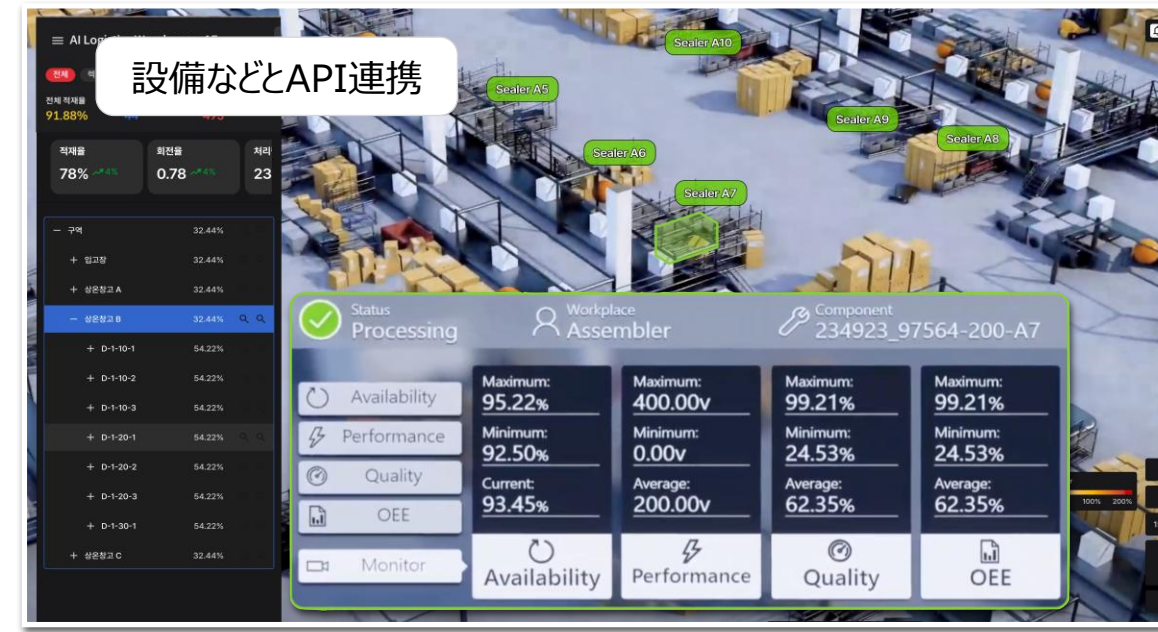 AI Log
設備などとAPI連携
전체
전체 적재율
91.88%
44
493
적재율
78% 4%
회전율
0.78 4%
처리
23
구역 32.44%
입고장 32.44%
상온창고 A 32.44%
상온창고 B 32.44%
D-1-10-1 54.22%
D-1-10-2 54.22%
D-1-10-3 54.22%
D-1-20-1 54.22%
D-1-20-2 54.22%
D-1-20-3 54.22%
D-1-30-1 54.22%
상온창고 C 32.44%
Sealer A10
Sealer A5
Sealer A9
Sealer A8
Sealer A6
Sealer A7
Status
Processing
Workplace
Assembler
Component
234923_97564-200-A7
Availability
Performance
Quality
OEE
Monitor
Maximum:
95.22%
Minimum:
92.50%
Current:
93.45%
Availability
Maximum:
400.00v
Minimum:
0.00v
Average:
200.00v
Performance
Maximum:
99.21%
Minimum:
24.53%
Average:
62.35%
Quality
Maximum:
99.21%
Minimum:
24.53%
Average:
62.35%
OEE
100% 200%